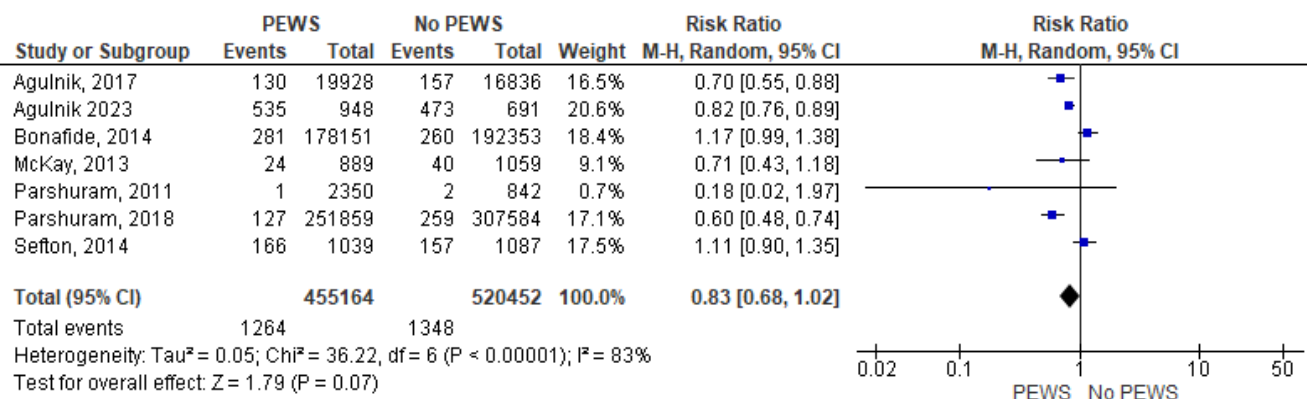 PEWS No PEWS Risk Ratio Risk Ratio
Study or Subgroup Events Total Events Total Weight M-H, Random, 95% CI M-H, Random, 95% CI
Agulnik, 2017 130 19928 157 16836 16.5% 0.70 [0.55, 0.88]
Agulnik 2023 535 948 473 691 20.6% 0.82 [0.76, 0.89]
Bonafide, 2014 281 178151 260 192353 18.4% 1.17 [0.99, 1.38]
McKay, 2013 24 889 40 1059 9.1% 0.71 [0.43, 1.18]
Parshuram, 2011 1 2350 2 842 0.7% 0.18 [0.02, 1.97]
Parshuram, 2018 127 251859 259 307584 17.1% 0.60 [0.48, 0.74]
Sefton, 2014 166 1039 157 1087 17.5% 1.11 [0.90, 1.35]
Total (95% CI) 455164 520452 100.0% 0.83 [0.68, 1.02]
Total events 1264 1348
Heterogeneity: Tau² = 0.05; Chi² = 36.22, df = 6 (P < 0.00001); I² = 83%
Test for overall effect: Z = 1.79 (P = 0.07)
0.02 0.1 1 10 50
PEWS No PEWS